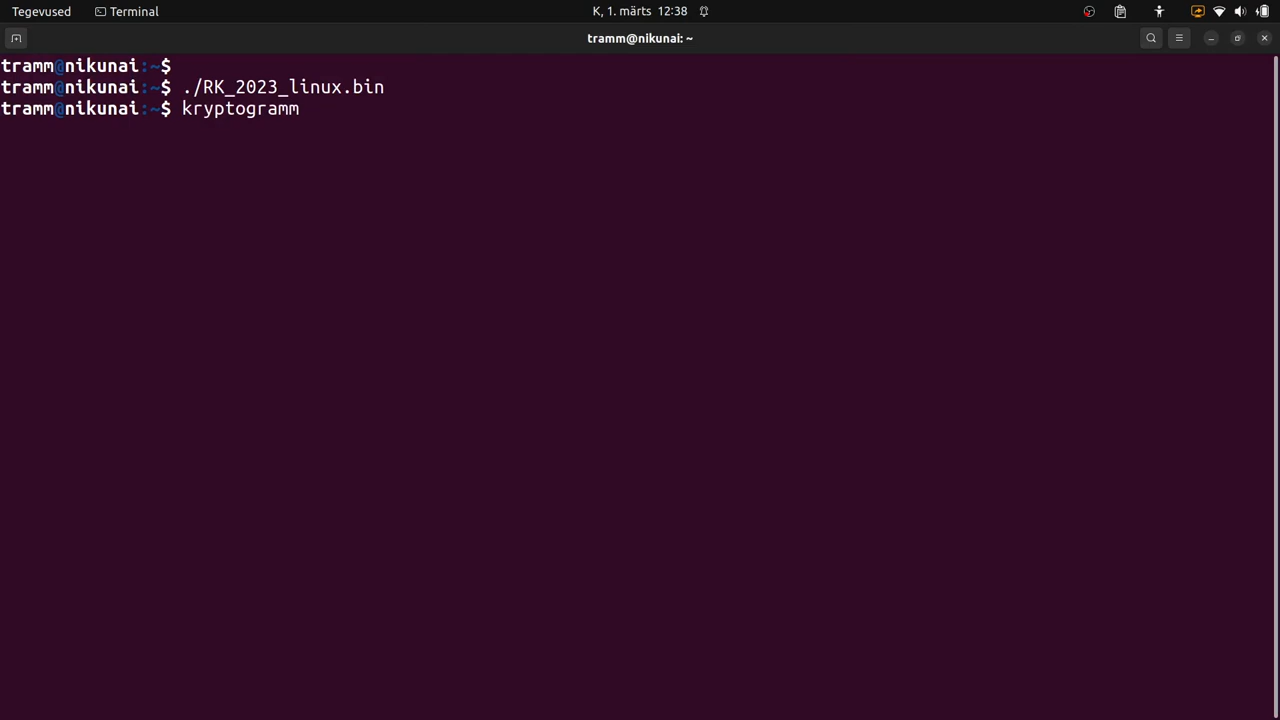 Tegevused Terminal K, 1. märts 12:38
tramm@nikunai: ~
tramm@nikunai:~$
tramm@nikunai:~$ ./RK_2023_linux.bin
tramm@nikunai:~$ kryptogramm